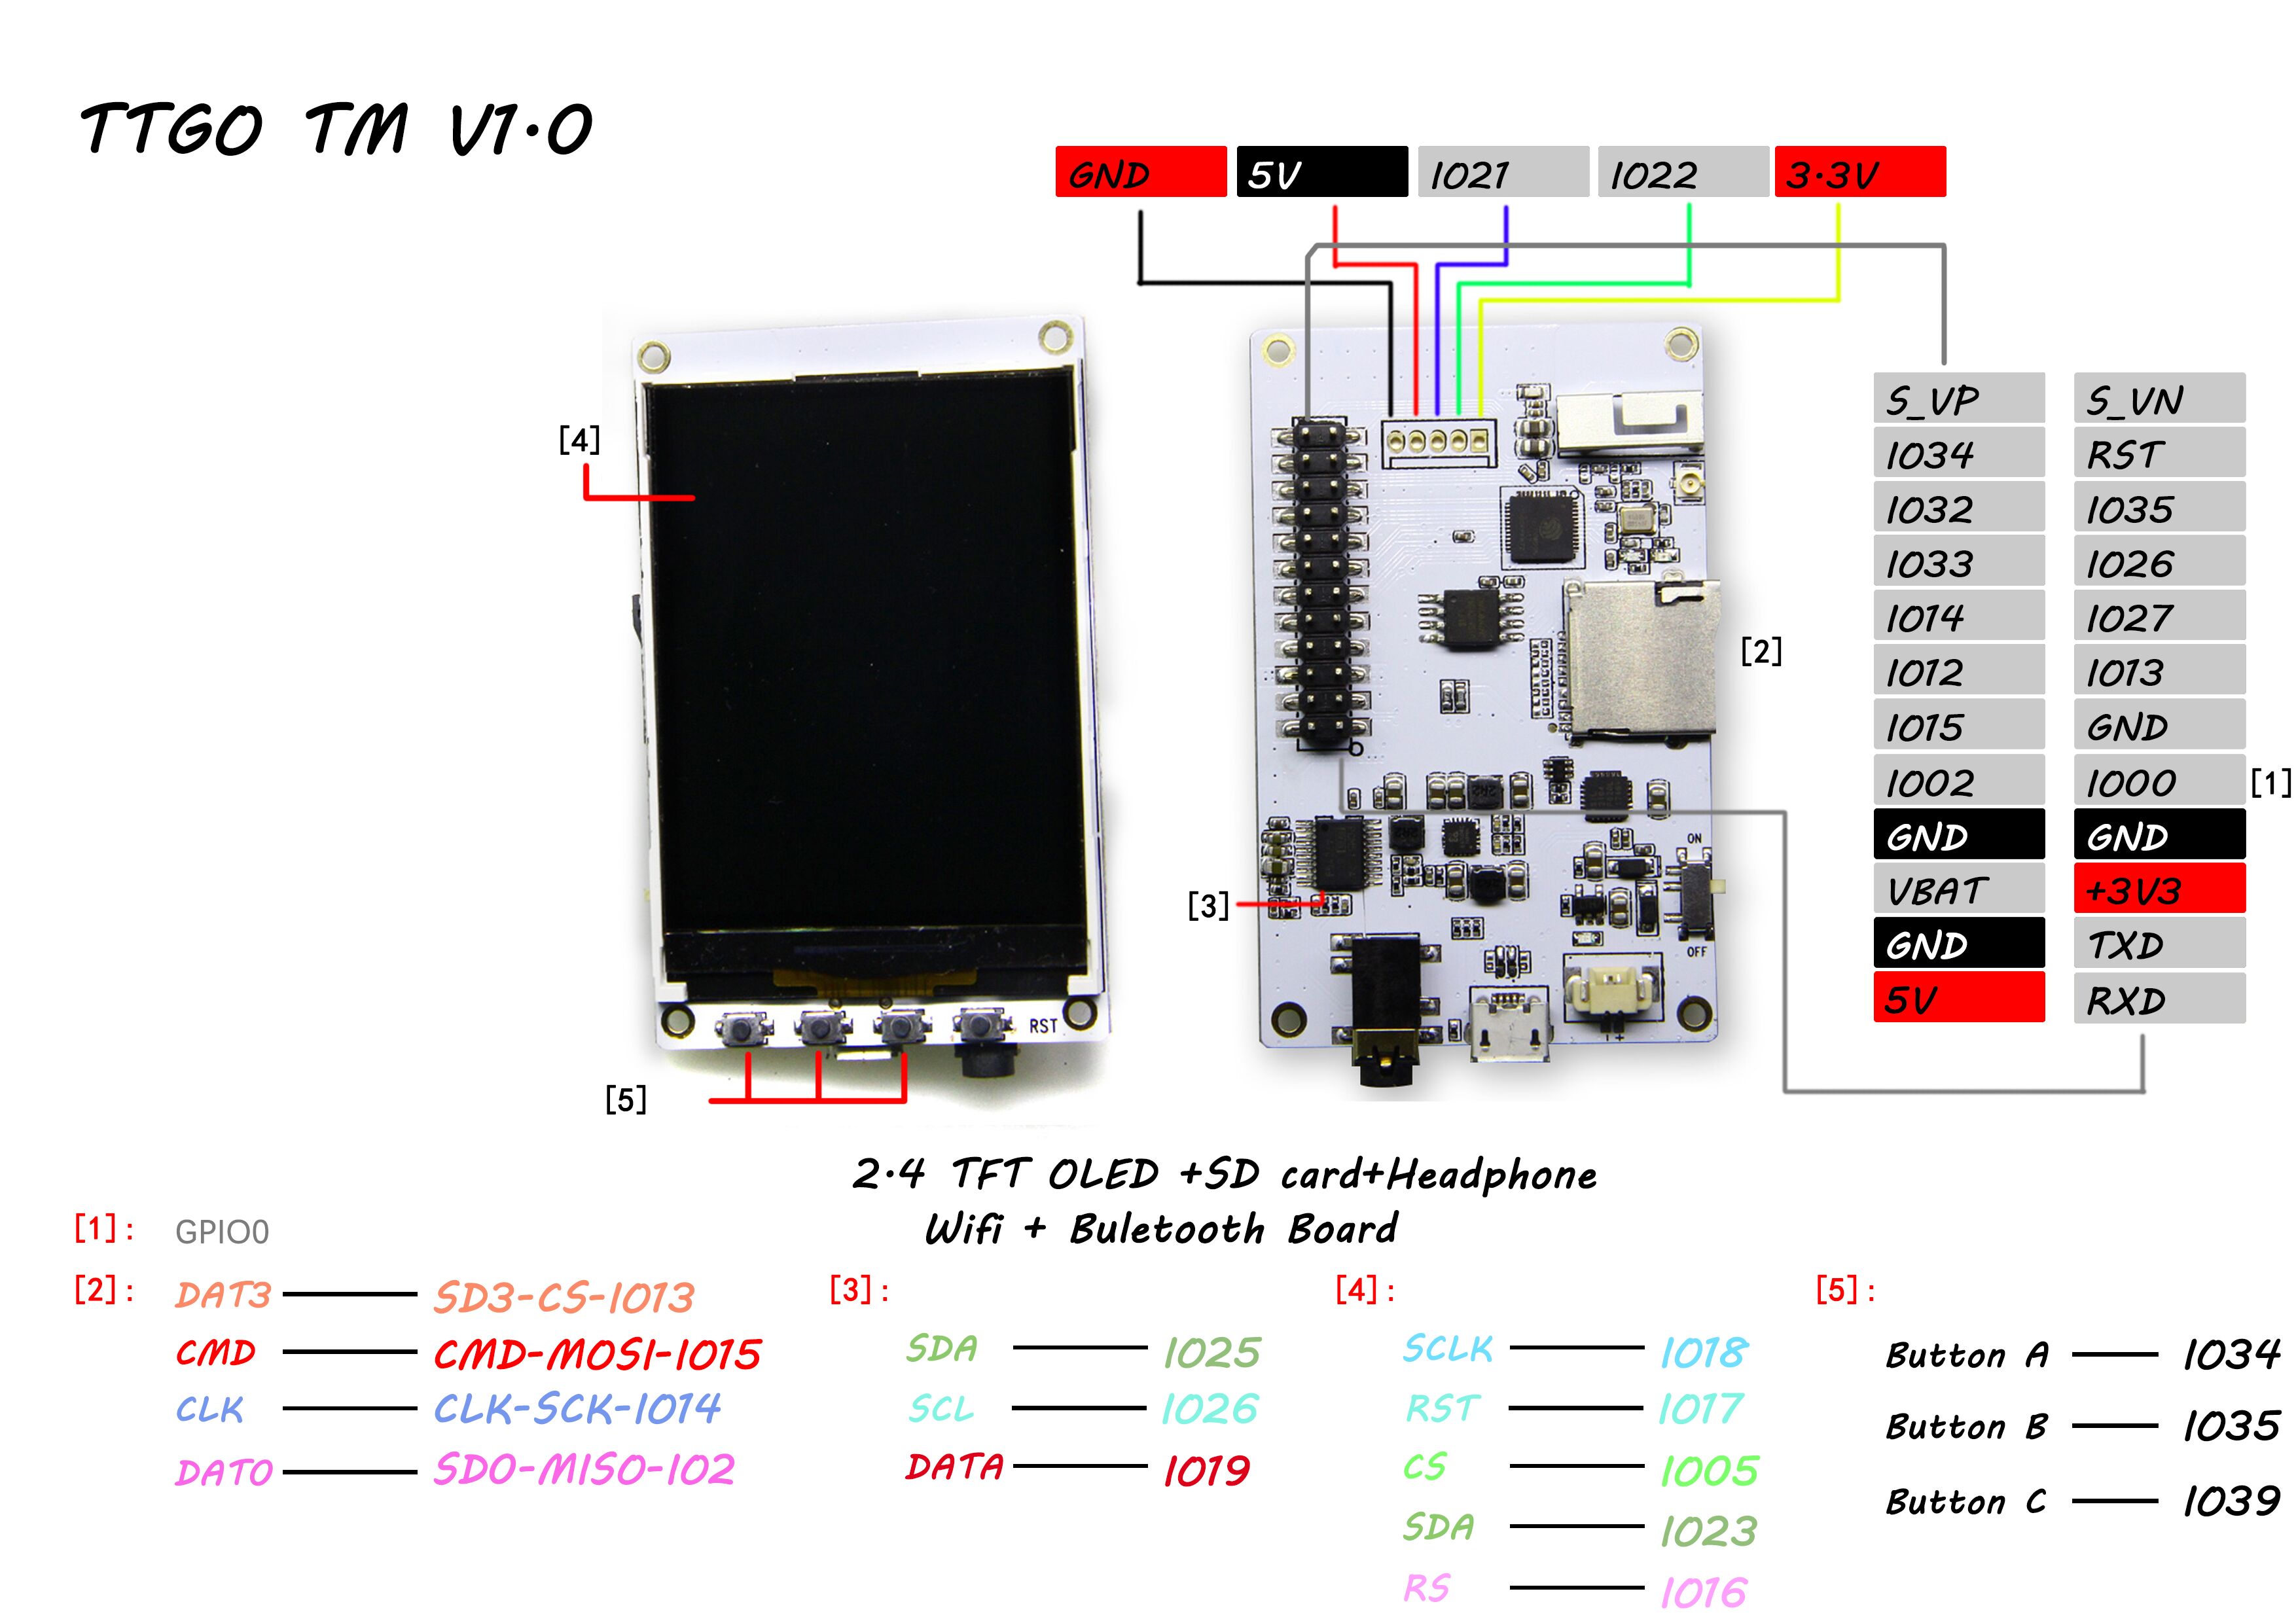 TTGO TM V1.0
GND 5V IO21 IO22 3.3V
[4]
[2]
[3]
ON
OFF
RST
[5]
S_VP S_VN
IO34 RST
IO32 IO35
IO33 IO26
IO14 IO27
IO12 IO13
IO15 GND
IO02 IO00 [1]
GND GND
VBAT +3V3
GND TXD
5V RXD
2.4 TFT OLED +SD card+Headphone
Wifi + Buletooth Board
[1]: GPIO0
[2]:
DAT3 SD3-CS-IO13
CMD CMD-MOSI-IO15
CLK CLK-SCK-IO14
DAT0 SD0-MISO-IO2
[3]:
SDA IO25
SCL IO26
DATA IO19
[4]:
SCLK IO18
RST IO17
CS IO05
SDA IO23
RS IO16
[5]:
Button A IO34
Button B IO35
Button C IO39